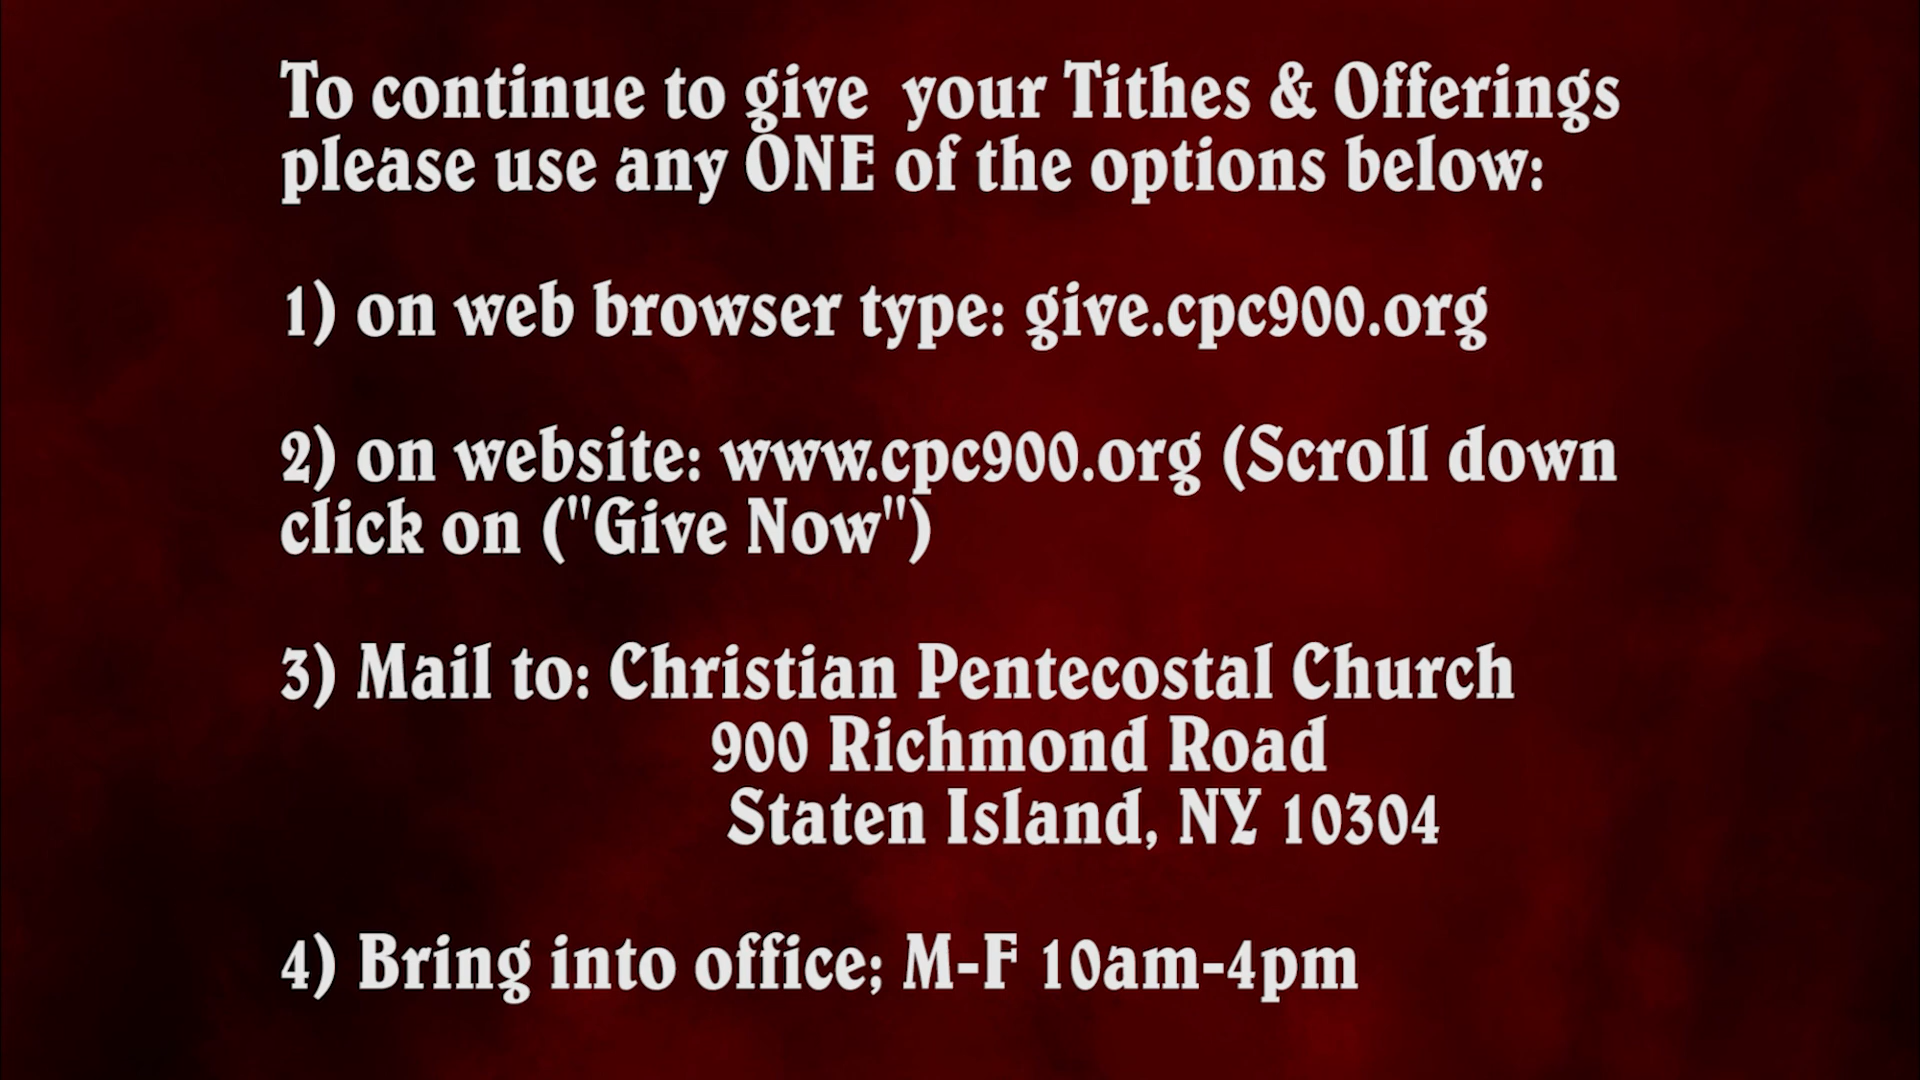 To continue to give  your Tithes & Offerings
please use any ONE of the options below:
1) on web browser type: give.cpc900.org
2) on website: www.cpc900.org (Scroll down
click on ("Give Now")
3) Mail to: Christian Pentecostal Church
900 Richmond Road
Staten Island, NY 10304
4) Bring into office; M-F 10am-4pm